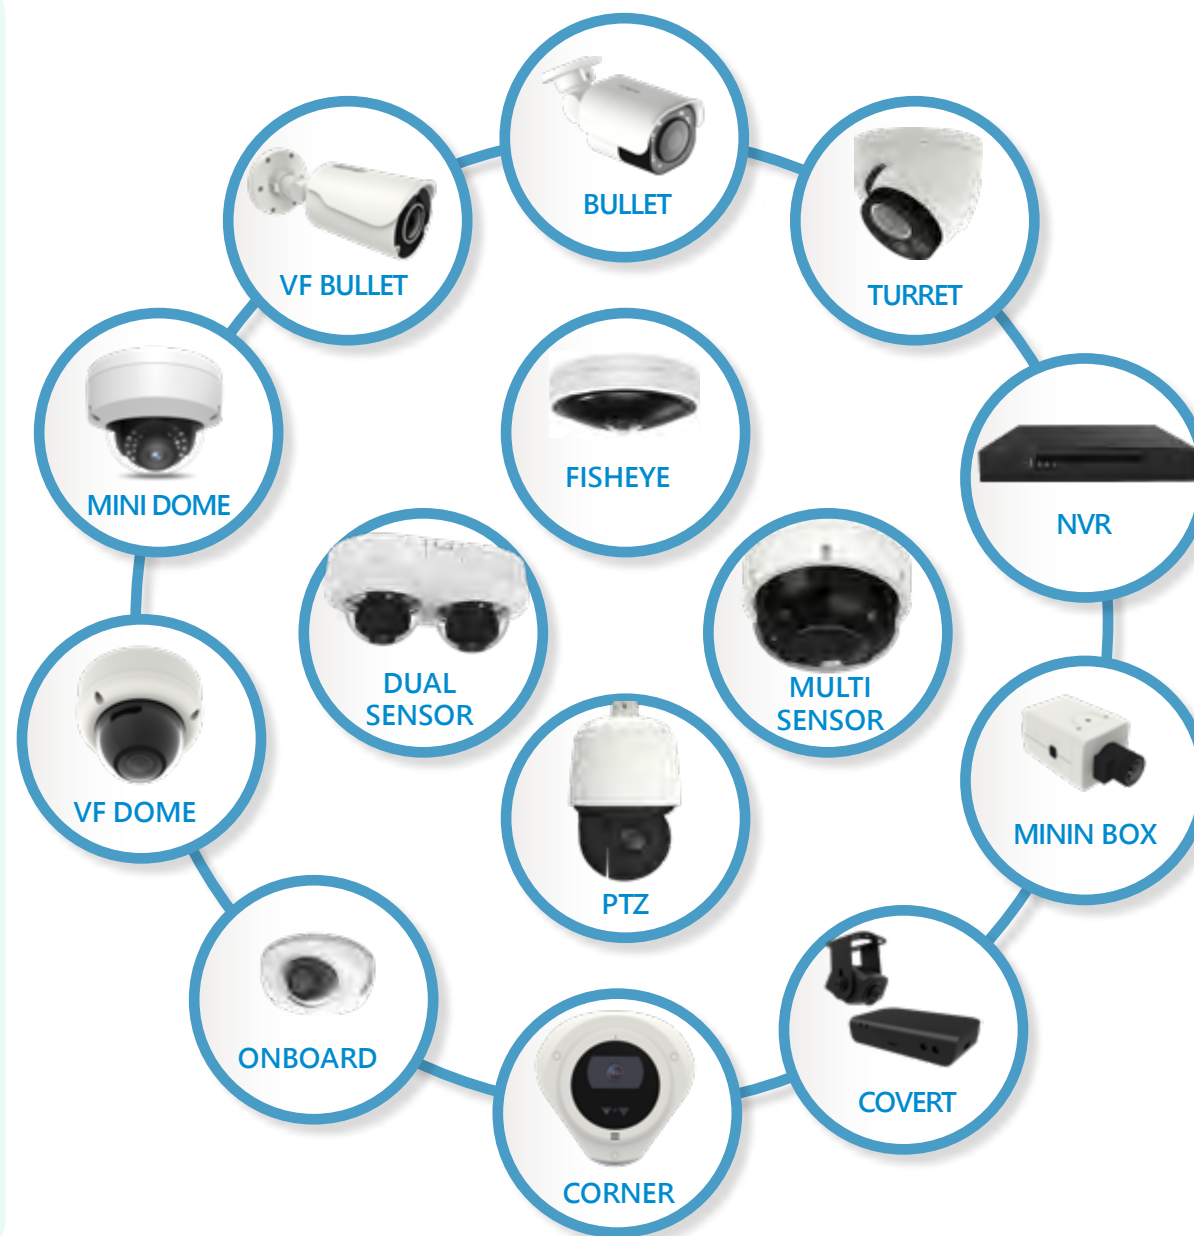 BULLET
VF BULLET
TURRET
MINI DOME
FISHEYE
NVR
DUAL
SENSOR
MULTI
SENSOR
VF DOME
MININ BOX
PTZ
ONBOARD
COVERT
CORNER